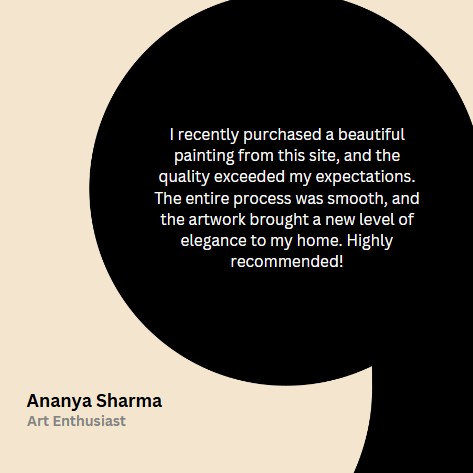 I recently purchased a beautiful
painting from this site, and the
quality exceeded my expectations.
The entire process was smooth, and
the artwork brought a new level of
elegance to my home. Highly
recommended!
Ananya Sharma
Art Enthusiast